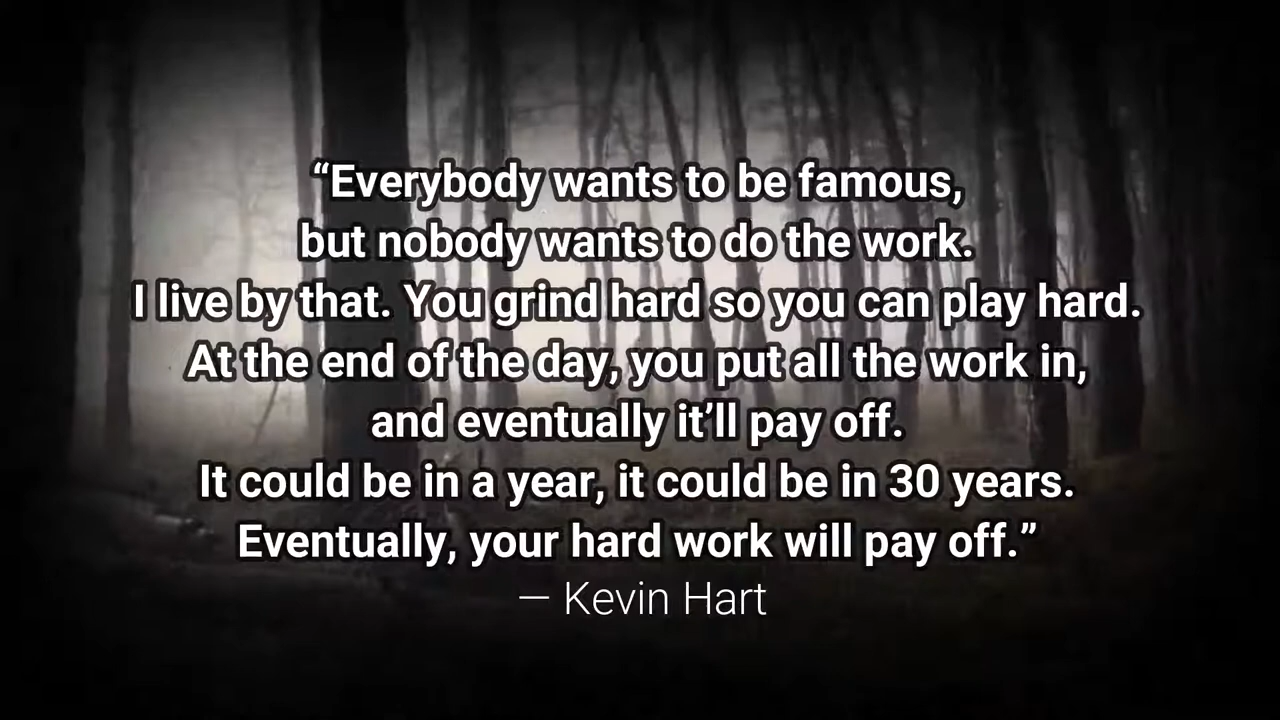 “Everybody wants to be famous,
but nobody wants to do the work.
I live by that. You grind hard so you can play hard.
At the end of the day, you put all the work in,
and eventually it’ll pay off.
It could be in a year, it could be in 30 years.
Eventually, your hard work will pay off.”
— Kevin Hart